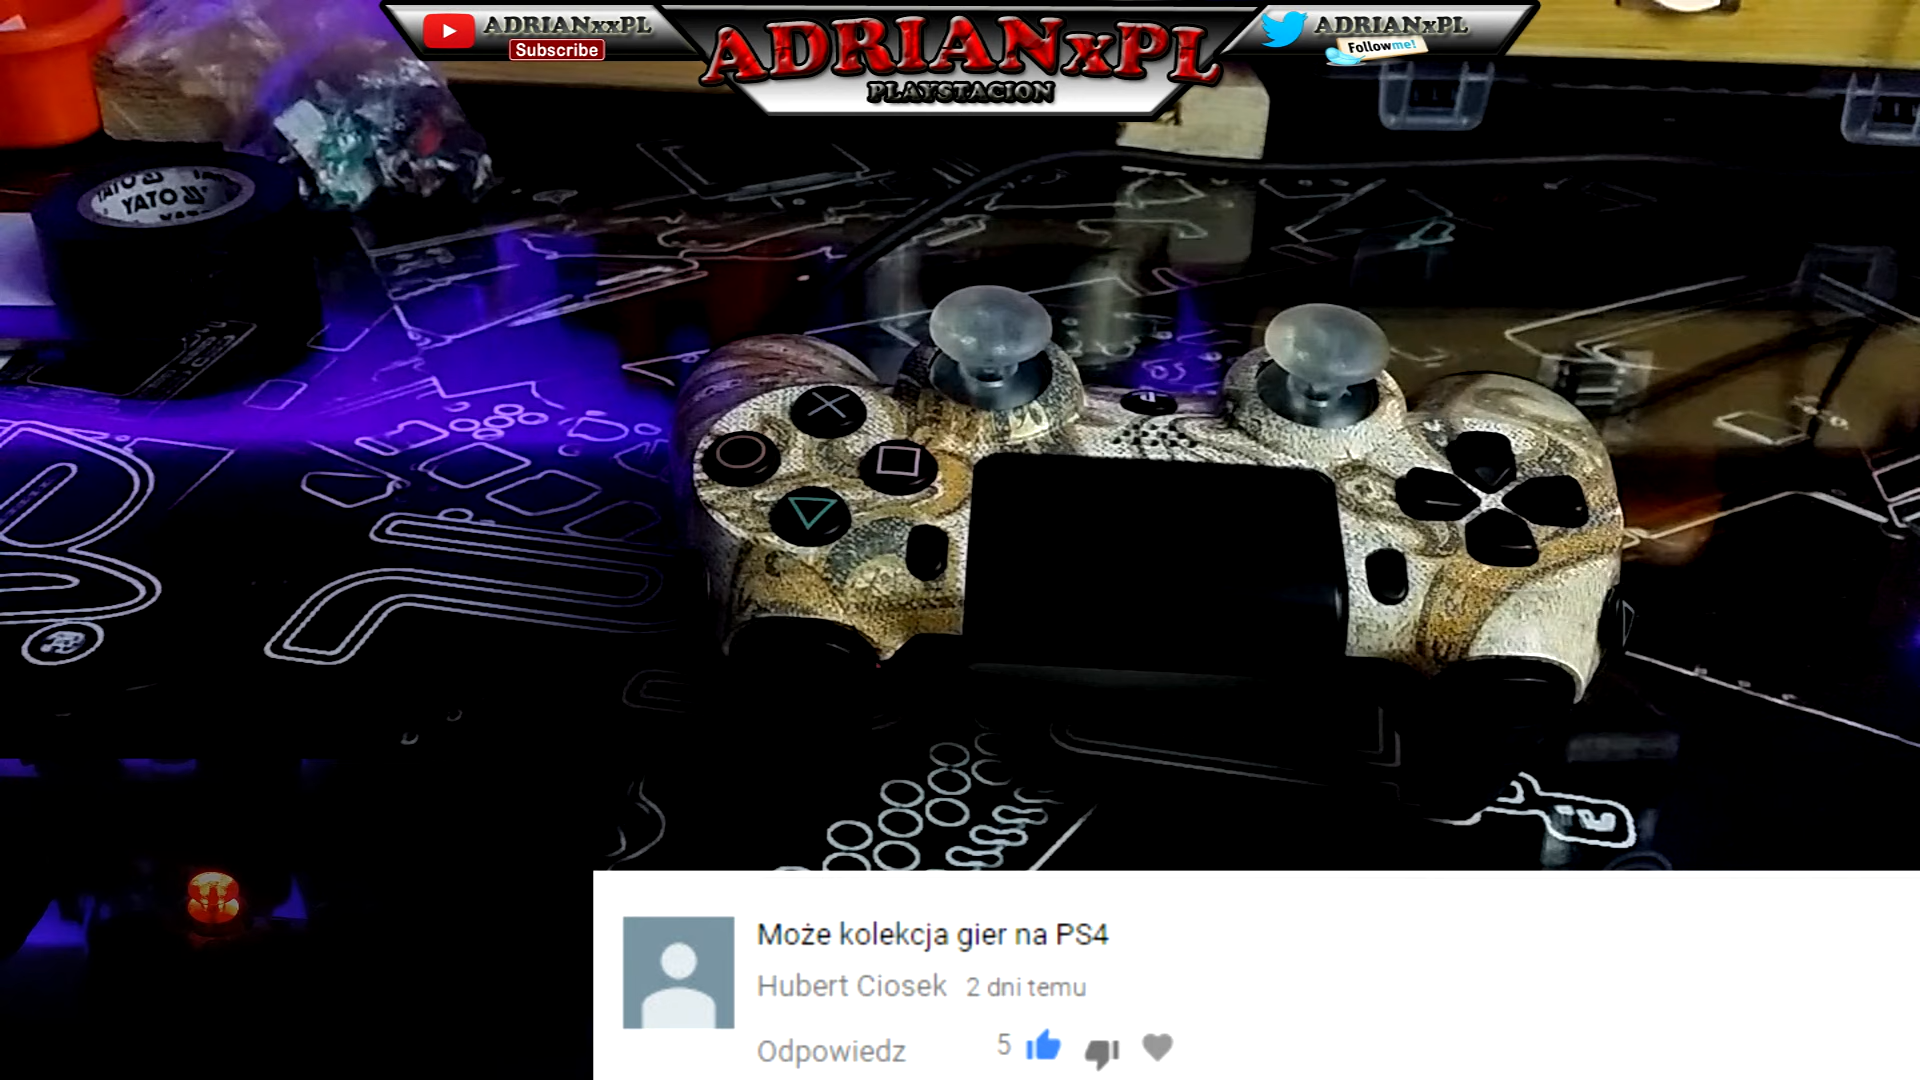 ADRIANxxPL
Subscribe
ADRIANxPL
PLAYSTACION
ADRIANxPL
Followme!
YATO
YATO
Może kolekcja gier na PS4
Hubert Ciosek 2 dni temu
Odpowiedz 5